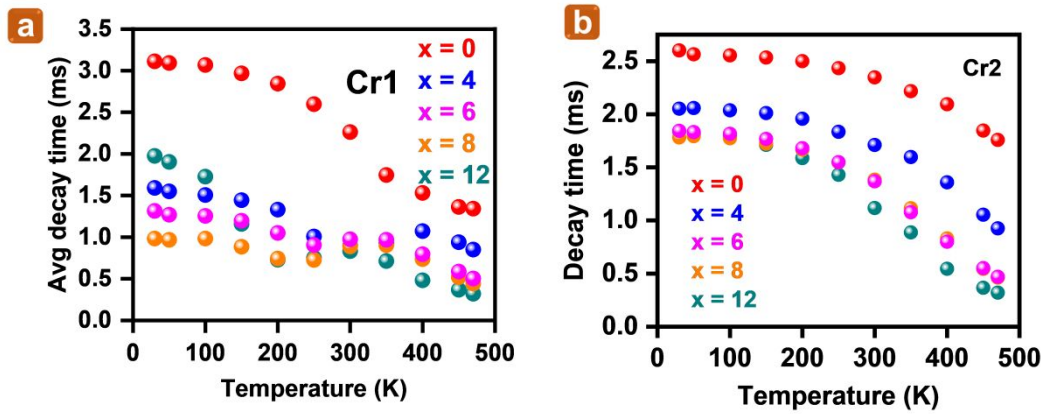 a
Avg decay time (ms)
3.5
3.0
2.5
2.0
1.5
1.0
0.5
0.0
Cr1
x = 0
x = 4
x = 6
x = 8
x = 12
0 100 200 300 400 500
Temperature (K)
b
Decay time (ms)
2.5
2.0
1.5
1.0
0.5
0.0
Cr2
x = 0
x = 4
x = 6
x = 8
x = 12
0 100 200 300 400 500
Temperature (K)